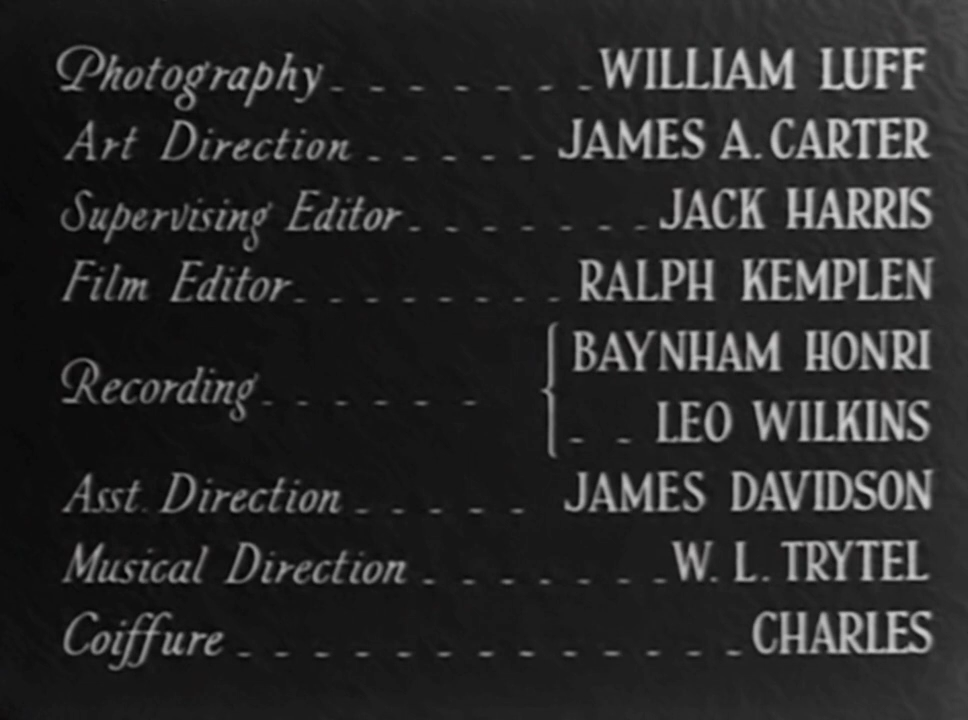 Photography _ _ _ _ _ _ _ WILLIAM LUFF
Art Direction _ _ _ _ _ JAMES A. CARTER
Supervising Editor _ _ _ _ _ _ _ JACK HARRIS
Film Editor _ _ _ _ _ _ _ _ RALPH KEMPLEN
Recording _ _ _ _ _ _ { BAYNHAM HONRI
_ _ LEO WILKINS
Asst. Direction _ _ _ _ _ JAMES DAVIDSON
Musical Direction _ _ _ _ _ _ _ W. L. TRYTEL
Coiffure _ _ _ _ _ _ _ _ _ _ _ _ _ CHARLES